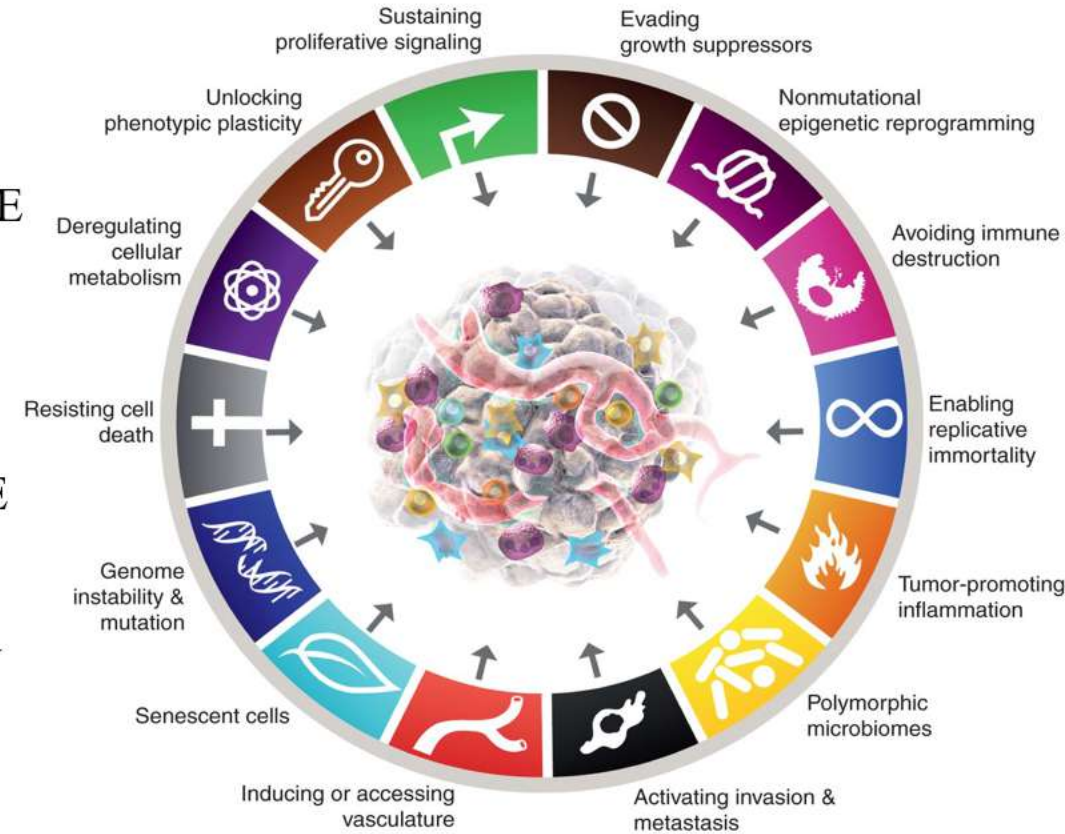 Sustaining
proliferative signaling
Evading
growth suppressors
Nonmutational
epigenetic reprogramming
Avoiding immune
destruction
Enabling
replicative
immortality
Tumor-promoting
inflammation
Polymorphic
microbiomes
Activating invasion &
metastasis
Inducing or accessing
vasculature
Senescent cells
Genome
instability &
mutation
Resisting cell
death
Deregulating
cellular
metabolism
Unlocking
phenotypic plasticity
E
E